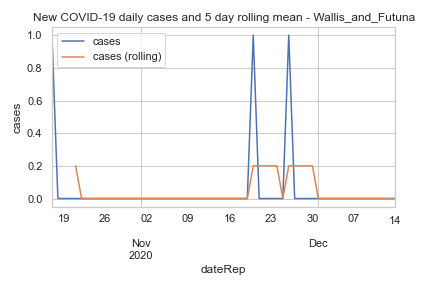 New COVID-19 daily cases and 5 day rolling mean - Wallis_and_Futuna
cases
cases (rolling)
1.0
0.8
0.6
0.4
0.2
0.0
cases
19 26 02 09 16 23 30 07 14
Nov Dec
2020
dateRep